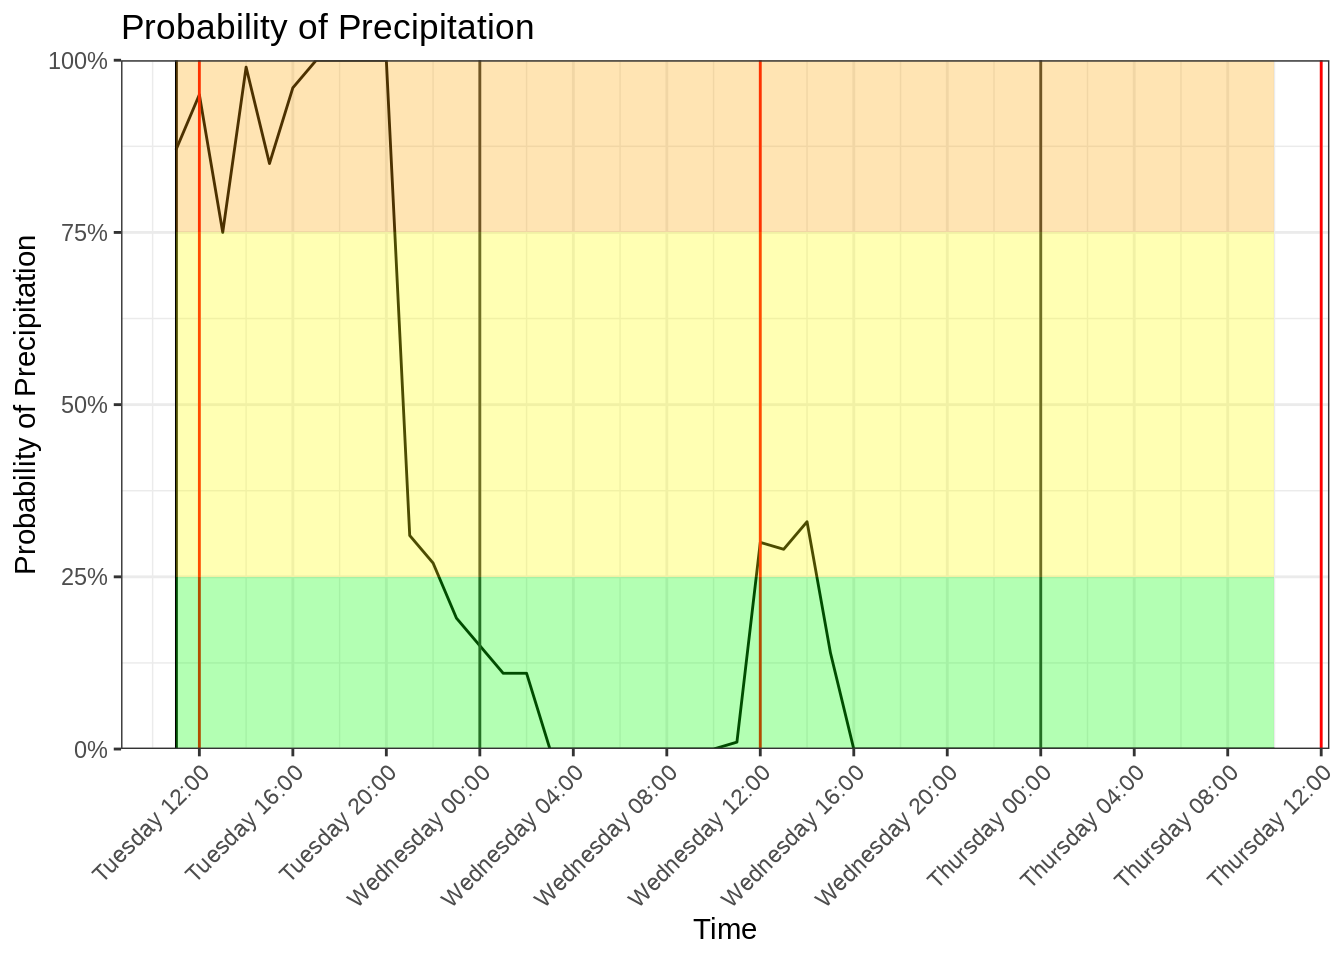 Probability of Precipitation
100%
75%
50%
25%
0%
Probability of Precipitation
Tuesday 12:00
Tuesday 16:00
Tuesday 20:00
Wednesday 00:00
Wednesday 04:00
Wednesday 08:00
Wednesday 12:00
Wednesday 16:00
Wednesday 20:00
Thursday 00:00
Thursday 04:00
Thursday 08:00
Thursday 12:00
Time